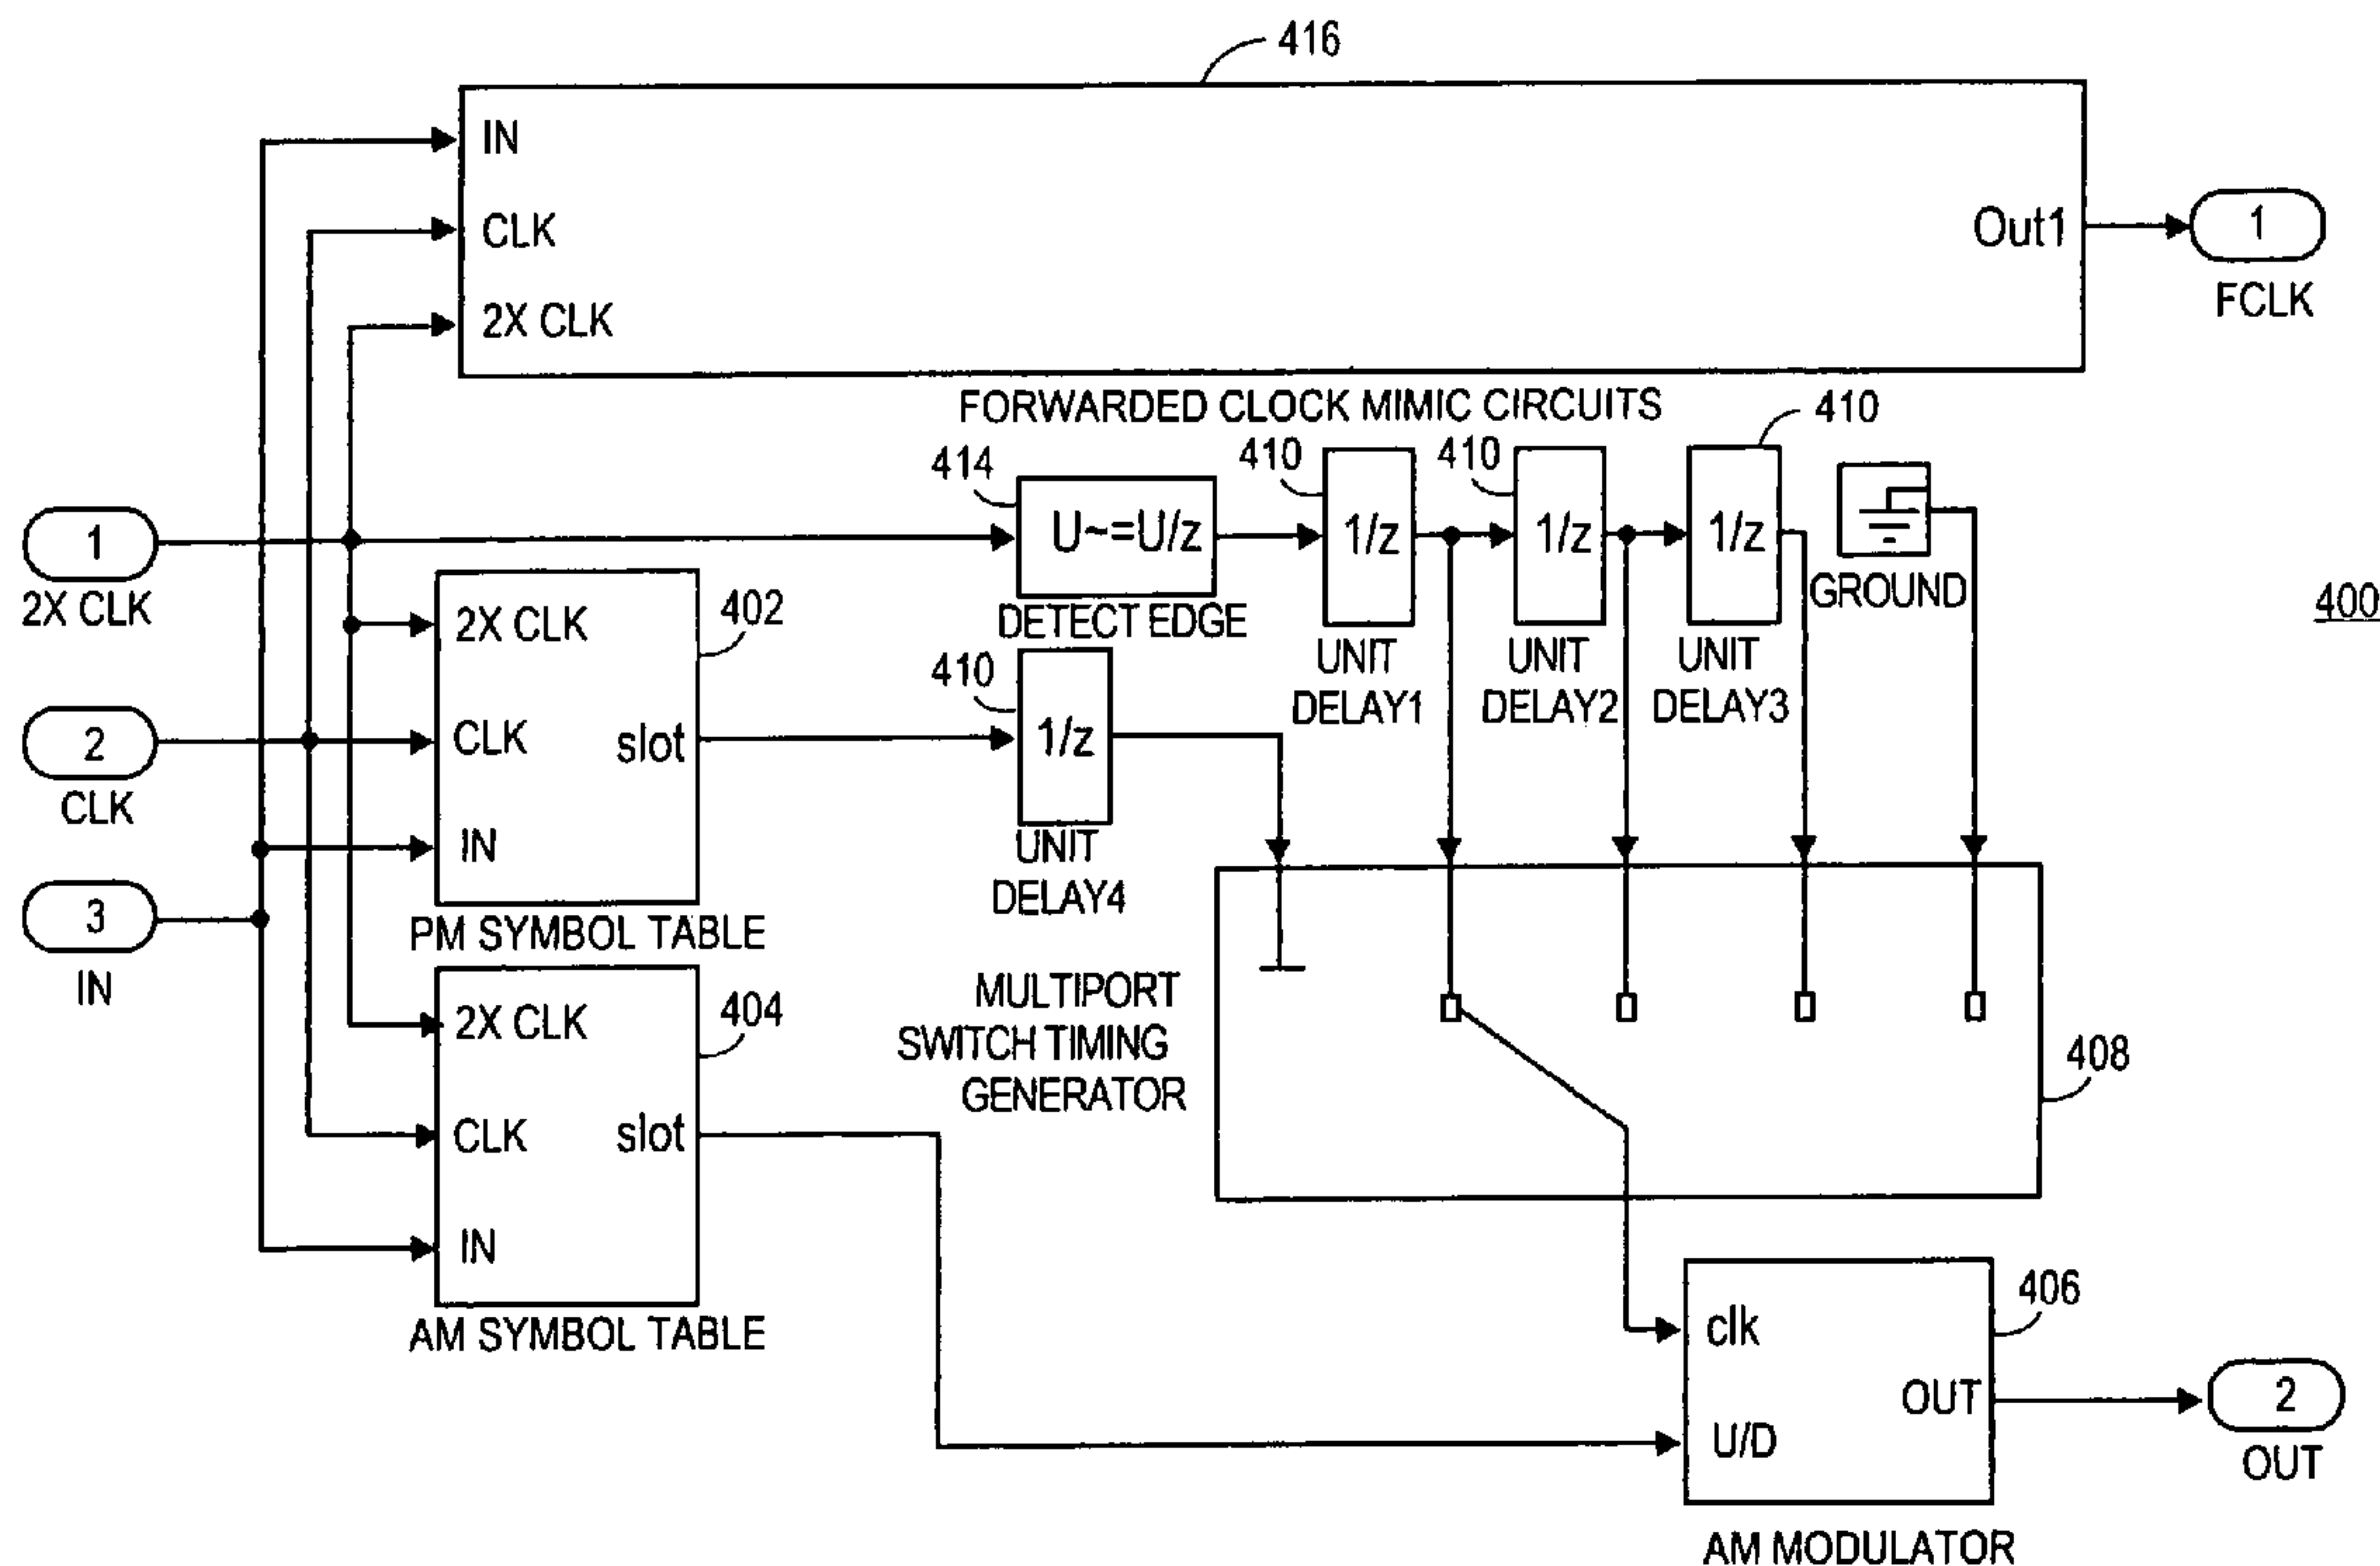 416
IN
CLK
2X CLK
Out1
1
FCLK
FORWARDED CLOCK MIMIC CIRCUITS
414
U~=U/z
DETECT EDGE
410
1/z
UNIT
DELAY1
410
1/z
UNIT
DELAY2
410
1/z
UNIT
DELAY3
GROUND
400
1
2X CLK
2
CLK
3
IN
402
2X CLK
CLK
slot
IN
PM SYMBOL TABLE
410
1/z
UNIT
DELAY4
404
2X CLK
CLK
slot
IN
AM SYMBOL TABLE
MULTIPORT
SWITCH TIMING
GENERATOR
408
406
clk
OUT
U/D
AM MODULATOR
2
OUT